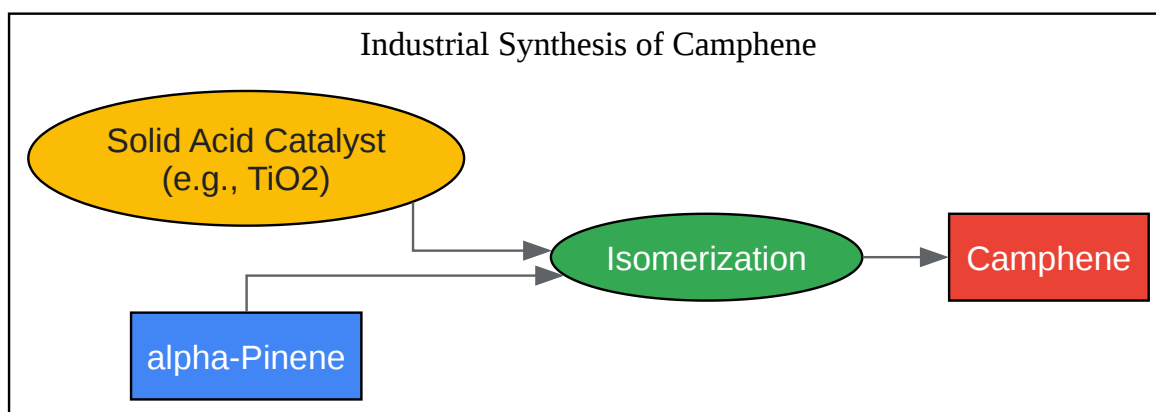 Industrial Synthesis of Camphene
Solid Acid Catalyst
(e.g., TiO2)
Isomerization
Camphene
alpha-Pinene